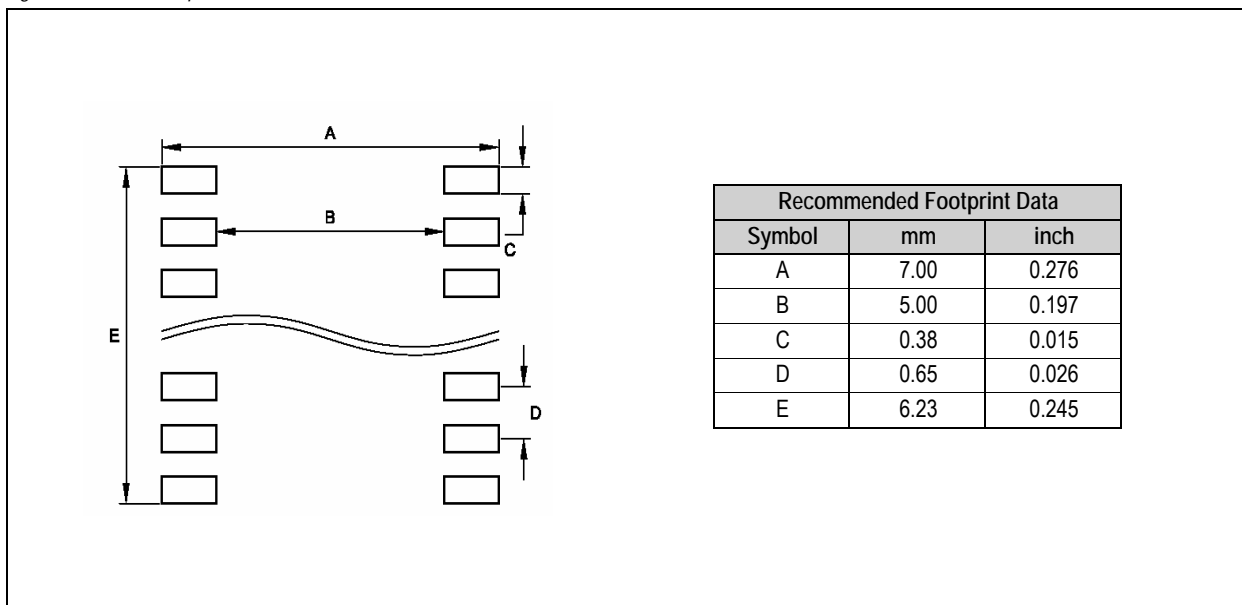 A
B
C
E
D
Recommended Footprint Data
Symbol mm inch
A 7.00 0.276
B 5.00 0.197
C 0.38 0.015
D 0.65 0.026
E 6.23 0.245